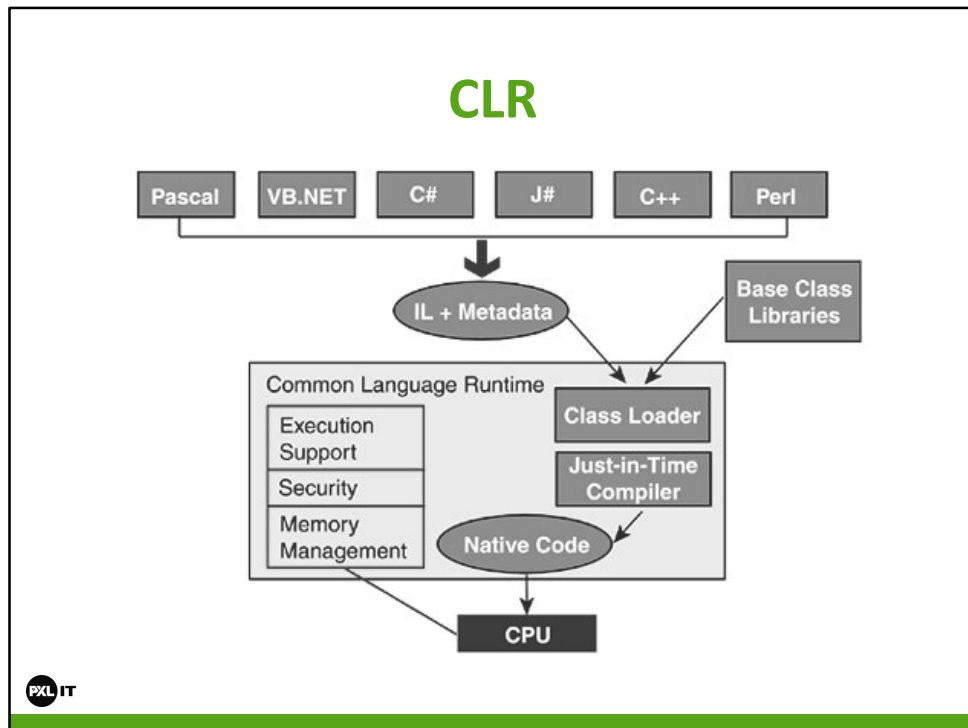 CLR
Pascal
VB.NET
C#
J#
C++
Perl
IL + Metadata
Base Class
Libraries
Common Language Runtime
Execution
Support
Security
Memory
Management
Class Loader
Just-in-Time
Compiler
Native Code
CPU
PXL IT